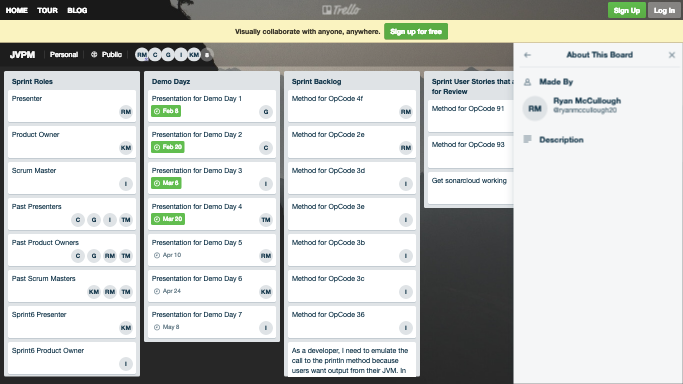 HOME TOUR BLOG
Trello
Sign Up Log In
Visually collaborate with anyone, anywhere. Sign up for free
JVPM Personal Public RM C G I KM 8
Sprint Roles
Presenter
RM
Product Owner
KM
Scrum Master
I
Past Presenters
C G I TM
Past Product Owners
C G RM TM
Past Scrum Masters
KM RM TM
Sprint6 Presenter
KM
Sprint6 Product Owner
I
Demo Dayz
Presentation for Demo Day 1
Feb 6
G
Presentation for Demo Day 2
Feb 20
C
Presentation for Demo Day 3
Mar 6
I
Presentation for Demo Day 4
Mar 20
TM
Presentation for Demo Day 5
Apr 10
RM
Presentation for Demo Day 6
Apr 24
KM
Presentation for Demo Day 7
May 8
I
Sprint Backlog
Method for OpCode 4f
RM
Method for OpCode 2e
RM
Method for OpCode 3d
I
Method for OpCode 3e
I
Method for OpCode 3b
I
Method for OpCode 3c
I
Method for OpCode 36
I
As a developer, I need to emulate
call to the println method because
users want output from their JVM. In
Sprint User Stories that a
for Review
Method for OpCode 91
Method for OpCode 93
Get sonarcloud working
About This Board
Made By
RM
Ryan McCullough
@ryanmccullough20
Description